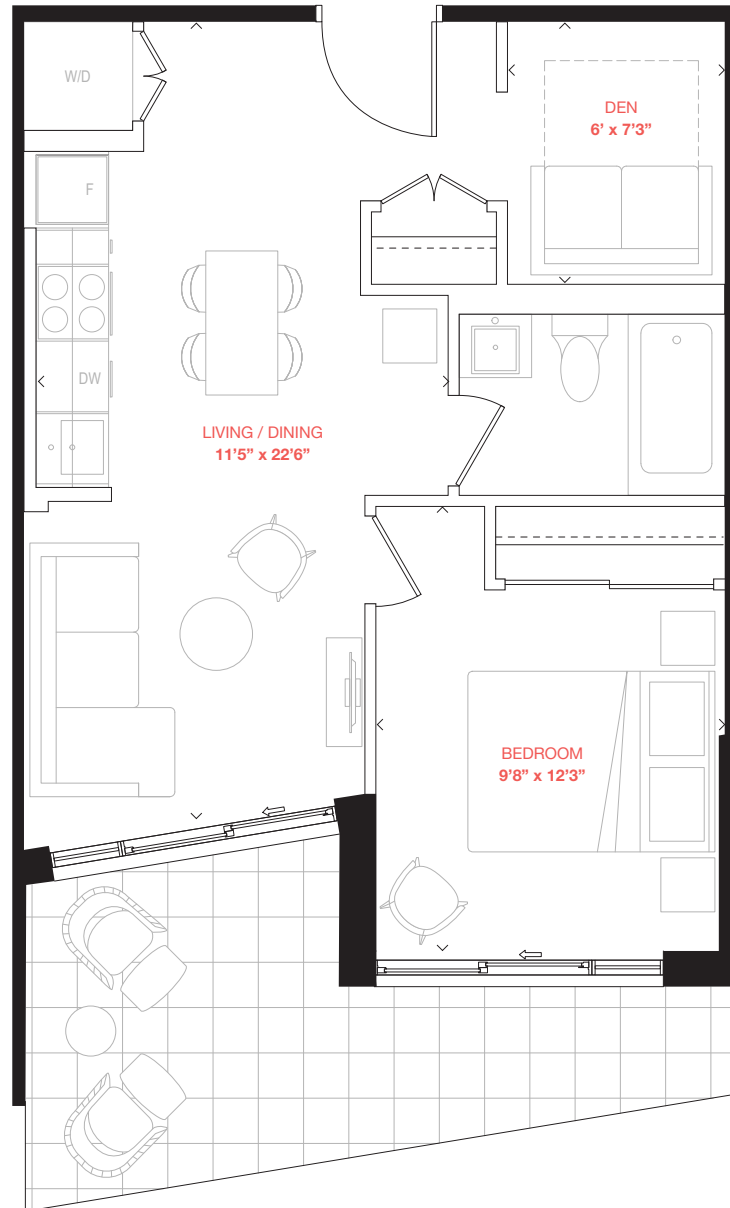 W/D
DEN
6’ x 7’3”
F
DW
LIVING / DINING
11’5” x 22’6”
BEDROOM
9’8” x 12’3”